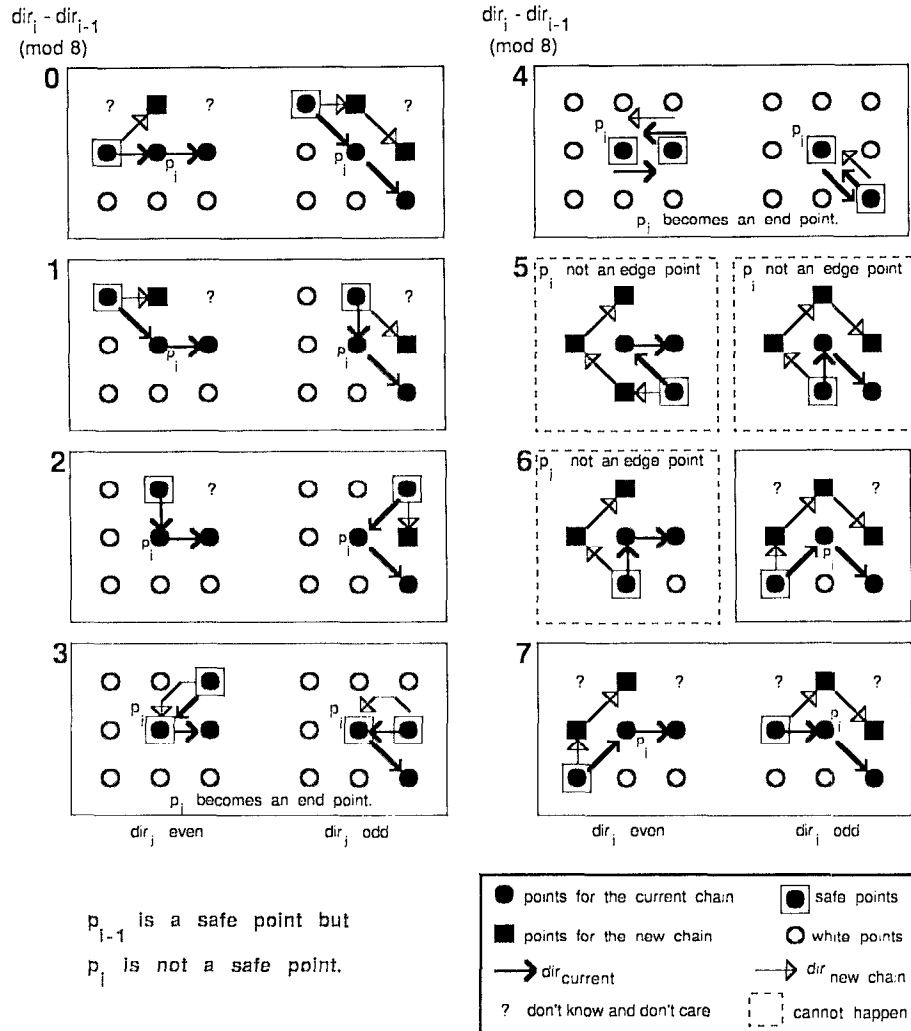 dir_i - dir_{i-1}
(mod 8)
0
? ?
p_i
?
p_i
1
?
p_i
?
p_i
2
?
p_i
?
p_i
3
p_i
p_i
p_i becomes an end point.
dir_i even dir_i odd
dir_i - dir_{i-1}
(mod 8)
4
p_i
p_i
p_i becomes an end point.
5
p_i not an edge point
p_i not an edge point
6
p_i not an edge point
? ?
p_i
7
? ?
p_i
? ?
p_i
dir_i even dir_i odd
p_{i-1} is a safe point but
p_i is not a safe point.
points for the current chain
safe points
points for the new chain
white points
dir_current
dir_new chain
? don't know and don't care
cannot happen